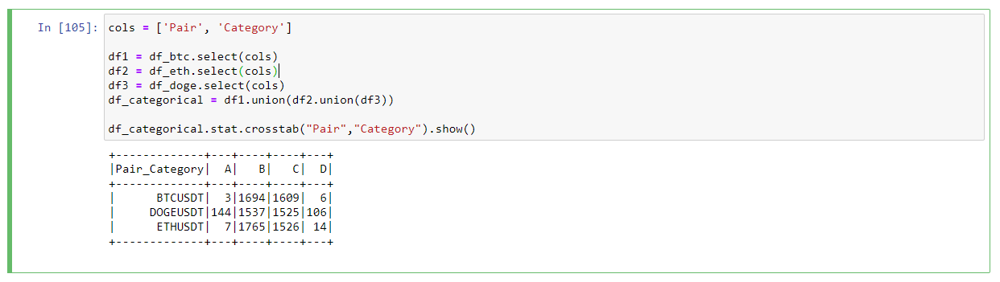 In [105]: cols = ['Pair', 'Category']
df1 = df_btc.select(cols)
df2 = df_eth.select(cols)
df3 = df_doge.select(cols)
df_categorical = df1.union(df2.union(df3))
df_categorical.stat.crosstab("Pair","Category").show()
+-------------+---+----+----+---+
|Pair_Category|  A|   B|   C|  D|
+-------------+---+----+----+---+
|      BTCUSDT|  3|1694|1609|  6|
|     DOGEUSDT|144|1537|1525|106|
|      ETHUSDT|  7|1765|1526| 14|
+-------------+---+----+----+---+